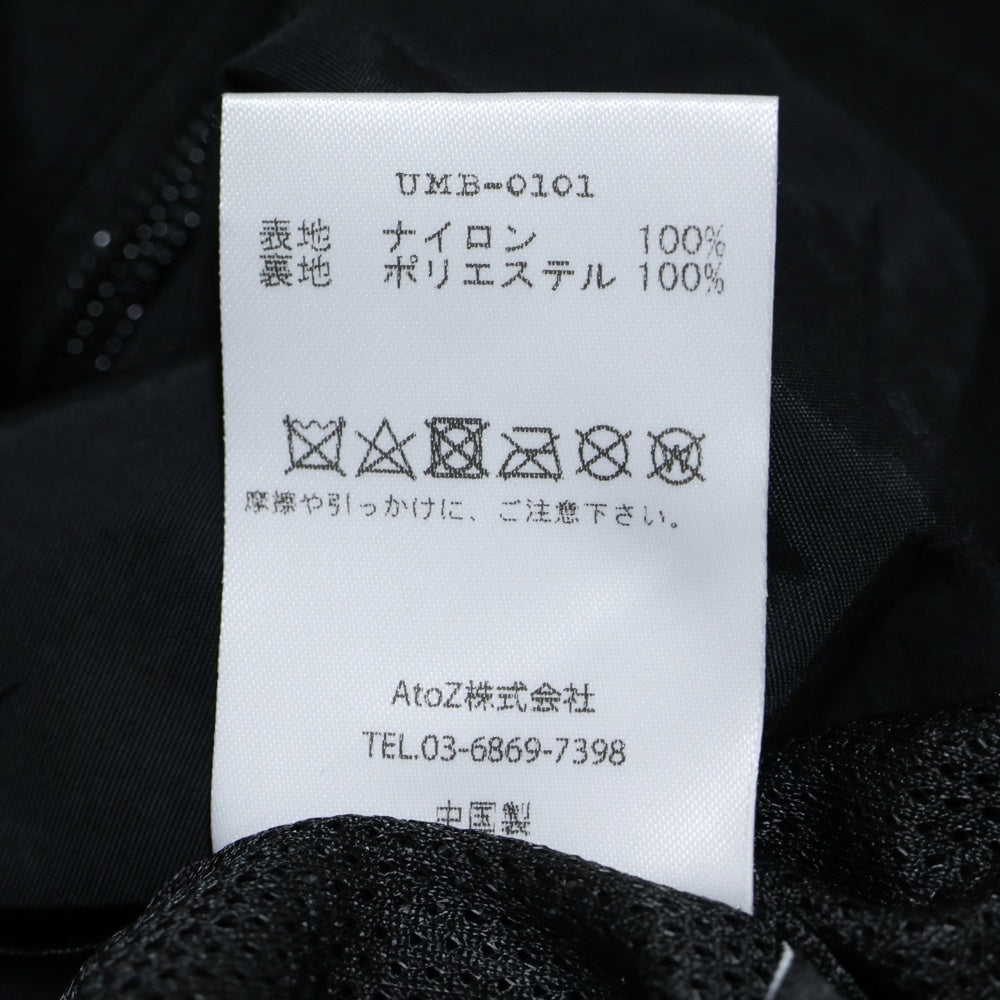 UMB-0101
表地 ナイロン 100%
裏地 ポリエステル 100%
W
摩擦や引っかけに、ご注意下さい。
AtoZ株式会社
TEL.03-6869-7398
中国製